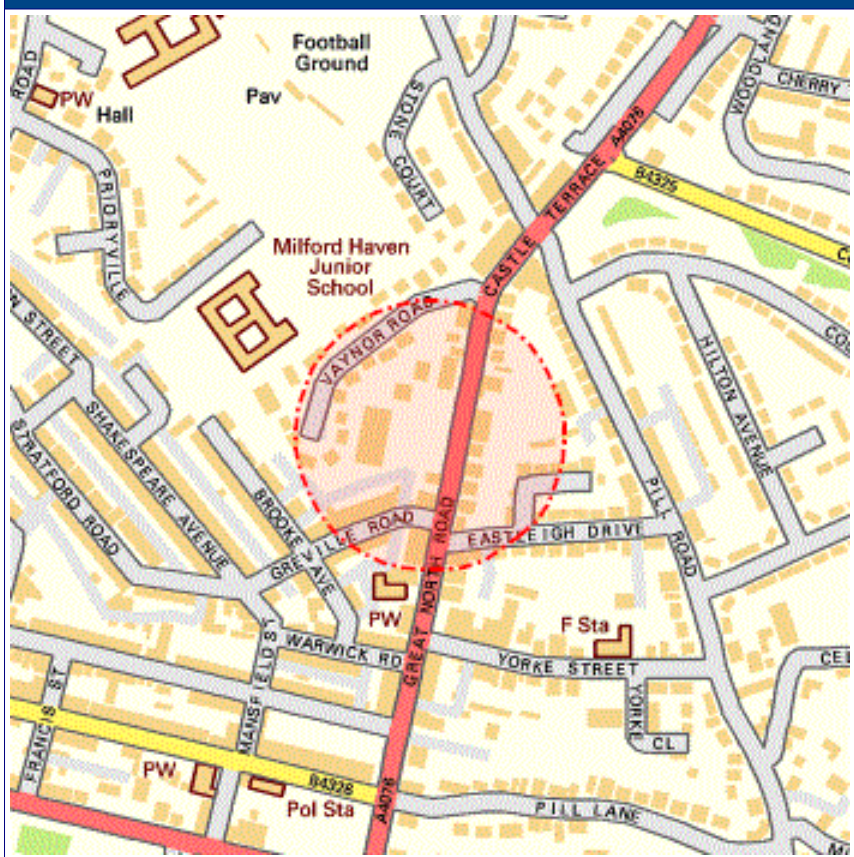 Football
Ground
ROAD
PW
Hall
Pav
STONE
COURT
WOODLAND
CHERRY
CASTLE TERRACE A4076
B4325
PRIORYVILLE
Milford Haven
Junior
School
VAYNOR ROAD
HILTON AVENUE
STREET
SHAKESPEARE AVENUE
STRATFORD ROAD
BROOKE AVE
GREVILLE ROAD
GREAT NORTH ROAD
EASTLEIGH DRIVE
PILL ROAD
PW
F Sta
WARWICK RD
YORKE STREET
MANSFIELD ST
FRANCIS ST
YORKE
CL
PW
B4326
Pol Sta
A4076
PILL LANE